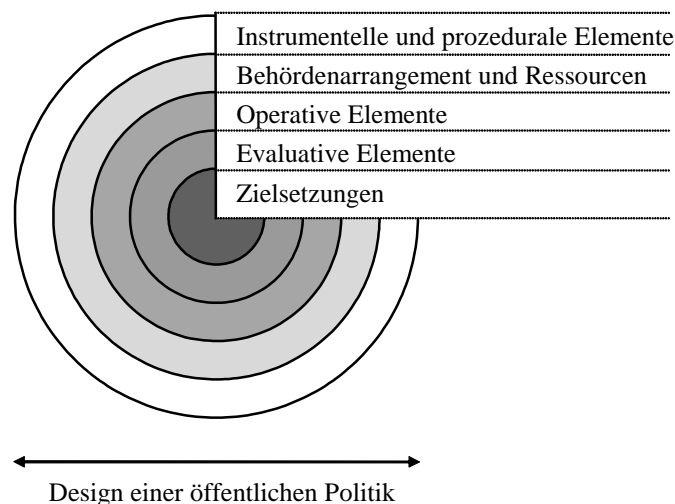 Instrumentelle und prozedurale Elemente
Behördenarrangement und Ressourcen
Operative Elemente
Evaluative Elemente
Zielsetzungen
Design einer öffentlichen Politik